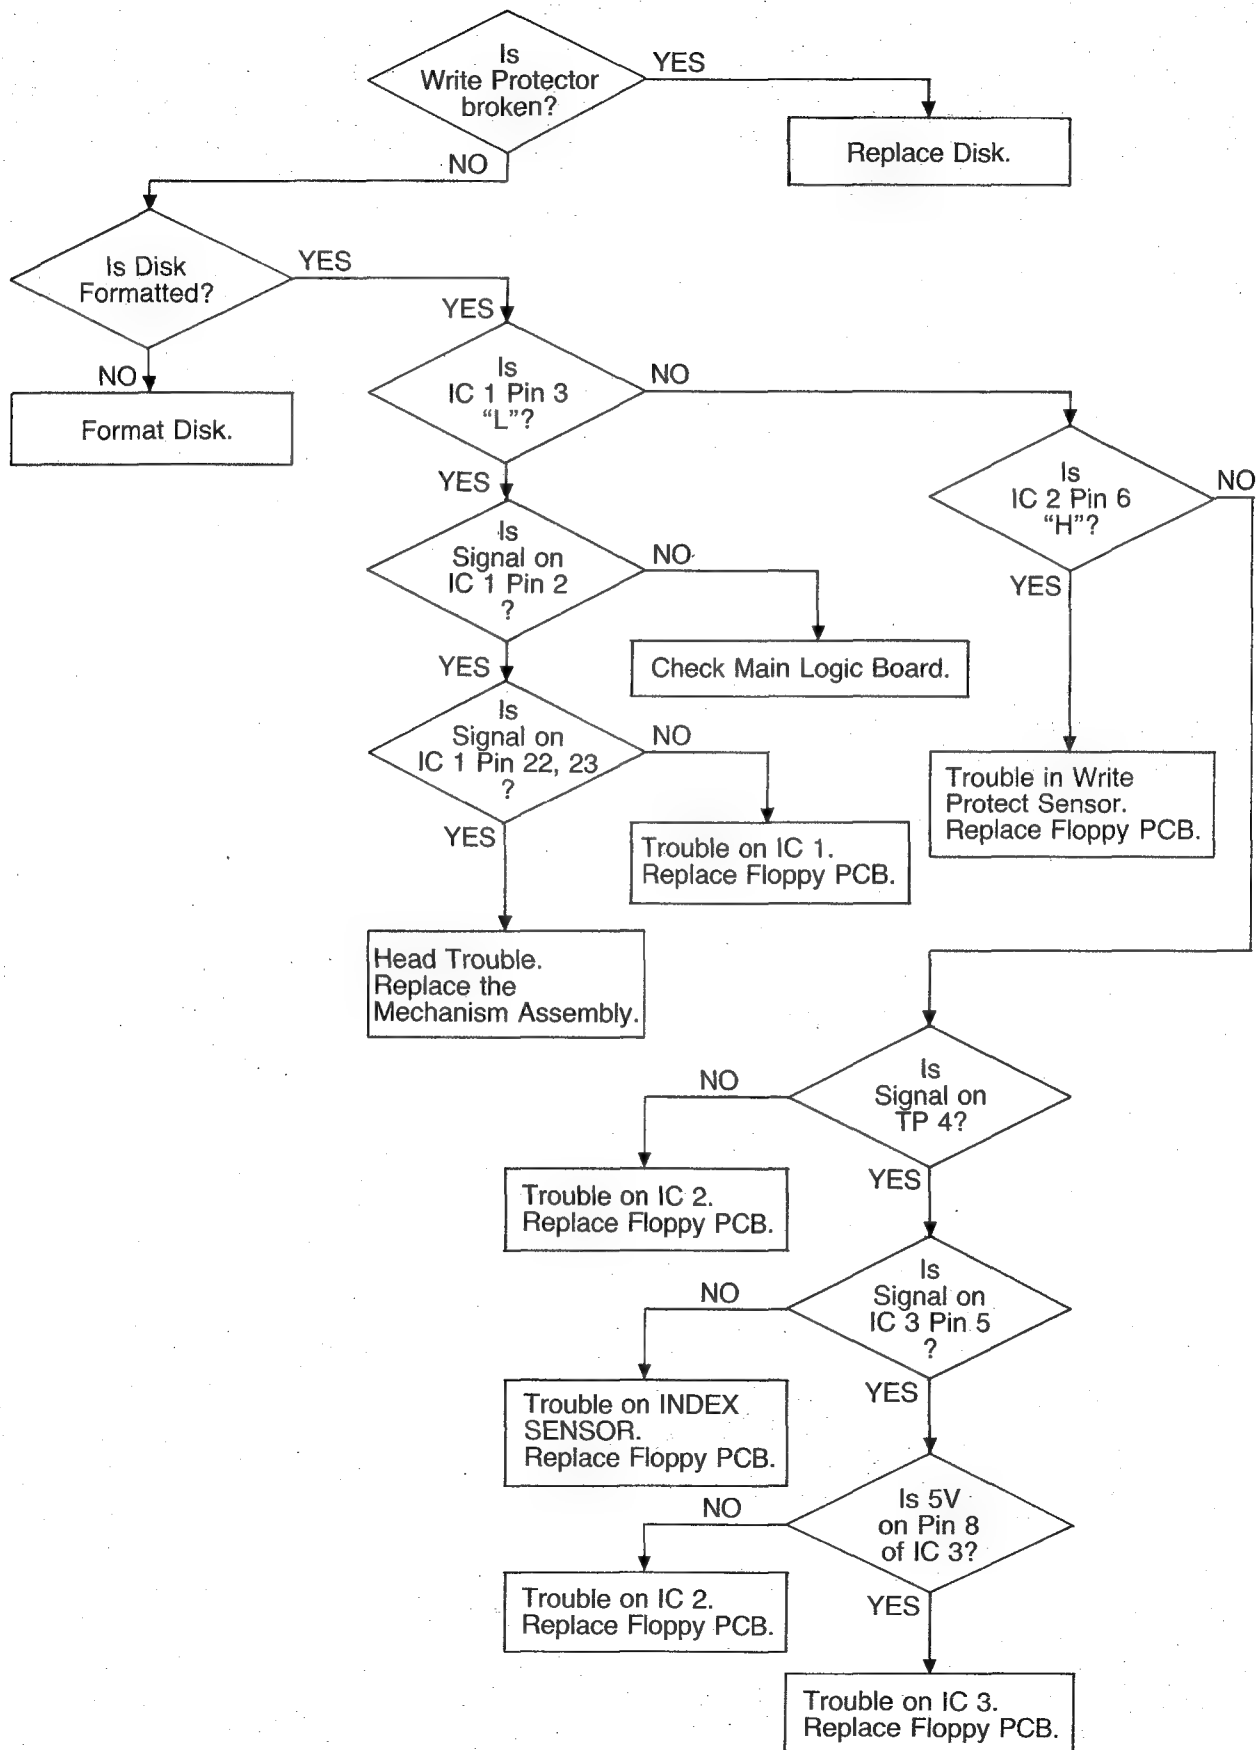 Is
Write Protector
broken?
YES
Replace Disk.
NO
Is Disk
Formatted?
YES
YES
NO
Format Disk.
Is
IC 1 Pin 3
“L”?
NO
YES
Is
IC 2 Pin 6
“H”?
NO
YES
Is
Signal on
IC 1 Pin 2
?
NO
Check Main Logic Board.
YES
Is
Signal on
IC 1 Pin 22, 23
?
NO
Trouble in Write
Protect Sensor.
Replace Floppy PCB.
YES
Trouble on IC 1.
Replace Floppy PCB.
Head Trouble.
Replace the
Mechanism Assembly.
Is
Signal on
TP 4?
NO
Trouble on IC 2.
Replace Floppy PCB.
YES
Is
Signal on
IC 3 Pin 5
?
NO
Trouble on INDEX
SENSOR.
Replace Floppy PCB.
YES
Is 5V
on Pin 8
of IC 3?
NO
Trouble on IC 2.
Replace Floppy PCB.
YES
Trouble on IC 3.
Replace Floppy PCB.